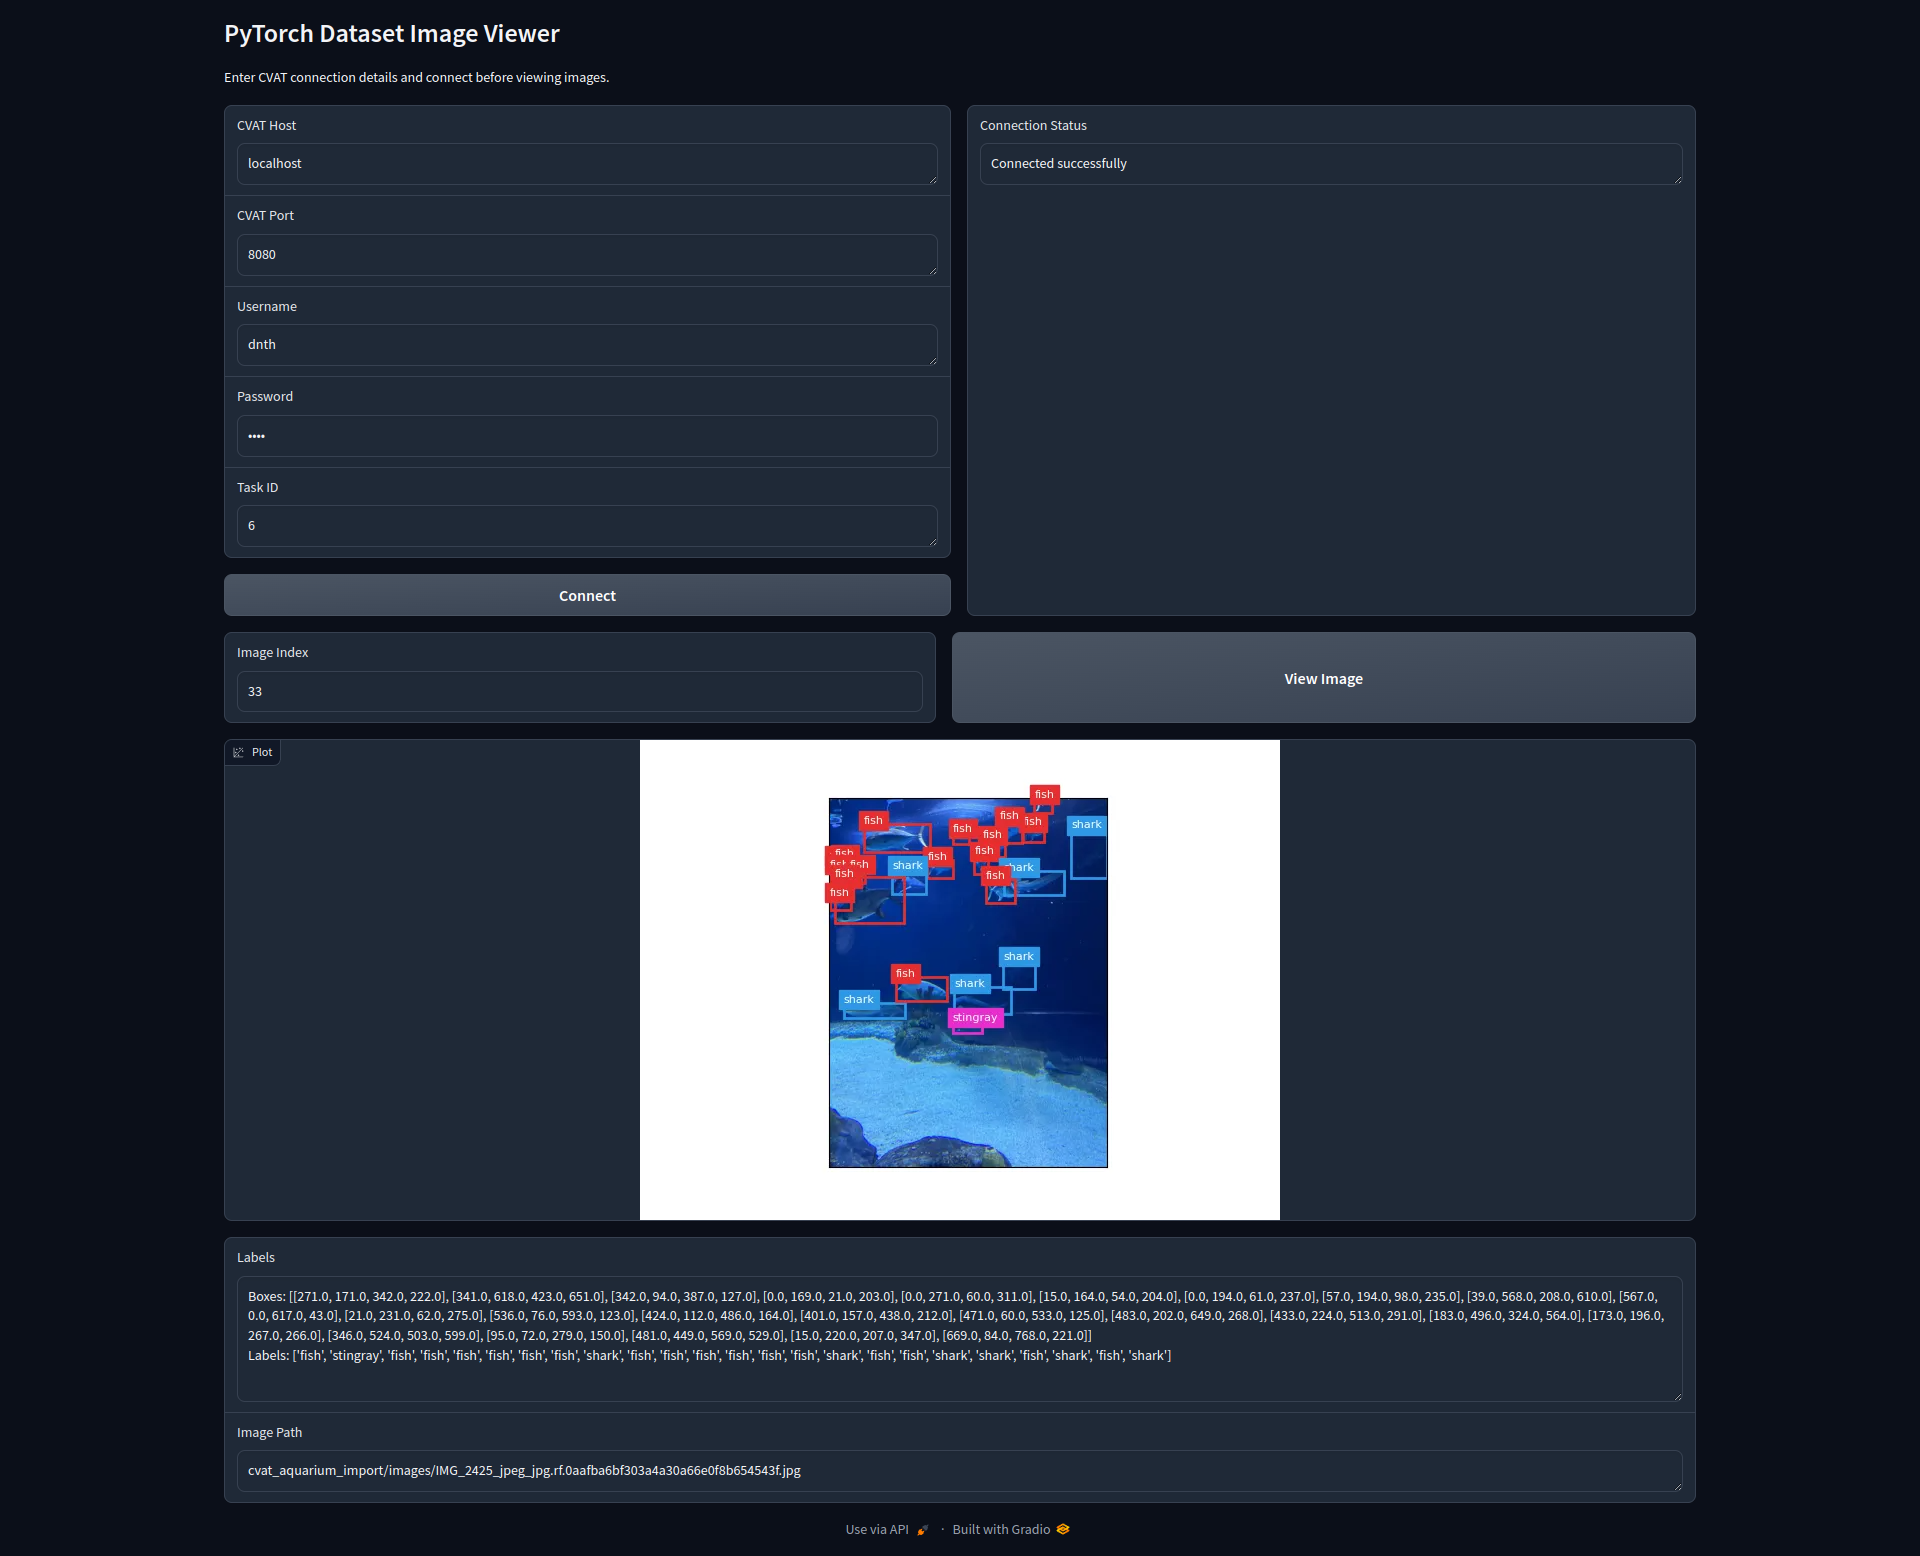 PyTorch Dataset Image Viewer
Enter CVAT connection details and connect before viewing images.
CVAT Host
localhost
CVAT Port
8080
Username
dnth
Password
••••
Task ID
6
Connect
Connection Status
Connected successfully
Image Index
33
View Image
Plot
fish
fish
fish
fish
shark
fish
fish
fish
fish
fish
fish
fish
fish
shark
shark
fish
fish
fish
shark
fish
shark
shark
stingray
Labels
Boxes: [[271.0, 171.0, 342.0, 222.0], [341.0, 618.0, 423.0, 651.0], [342.0, 94.0, 387.0, 127.0], [0.0, 169.0, 21.0, 203.0], [0.0, 271.0, 60.0, 311.0], [15.0, 164.0, 54.0, 204.0], [0.0, 194.0, 61.0, 237.0], [57.0, 194.0, 98.0, 235.0], [39.0, 568.0, 208.0, 610.0], [567.0,
0.0, 617.0, 43.0], [21.0, 231.0, 62.0, 275.0], [536.0, 76.0, 593.0, 123.0], [424.0, 112.0, 486.0, 164.0], [401.0, 157.0, 438.0, 212.0], [471.0, 60.0, 533.0, 125.0], [483.0, 202.0, 649.0, 268.0], [433.0, 224.0, 513.0, 291.0], [183.0, 496.0, 324.0, 564.0], [173.0, 196.0,
267.0, 266.0], [346.0, 524.0, 503.0, 599.0], [95.0, 72.0, 279.0, 150.0], [481.0, 449.0, 569.0, 529.0], [15.0, 220.0, 207.0, 347.0], [669.0, 84.0, 768.0, 221.0]]
Labels: ['fish', 'stingray', 'fish', 'fish', 'fish', 'fish', 'fish', 'fish', 'shark', 'fish', 'fish', 'fish', 'fish', 'fish', 'fish', 'shark', 'fish', 'fish', 'shark', 'shark', 'fish', 'shark', 'fish', 'shark']
Image Path
cvat_aquarium_import/images/IMG_2425_jpeg_jpg.rf.0aafba6bf303a4a30a66e0f8b654543f.jpg
Use via API · Built with Gradio